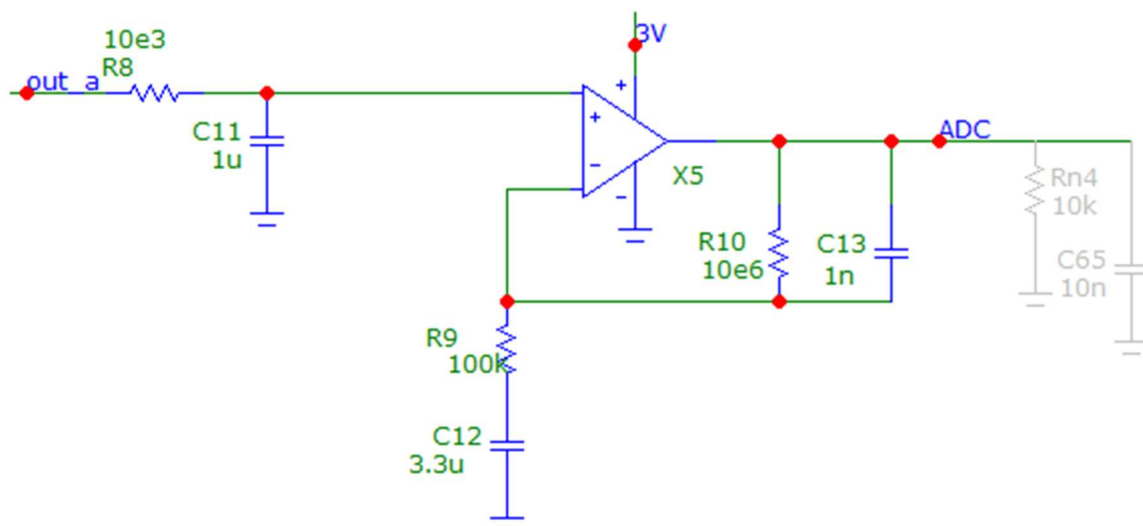 10e3
R8
out_a
3V
C11
1u
+
+
-
-
X5
ADC
R10
10e6
C13
1n
Rn4
10k
C65
10n
R9
100k
C12
3.3u